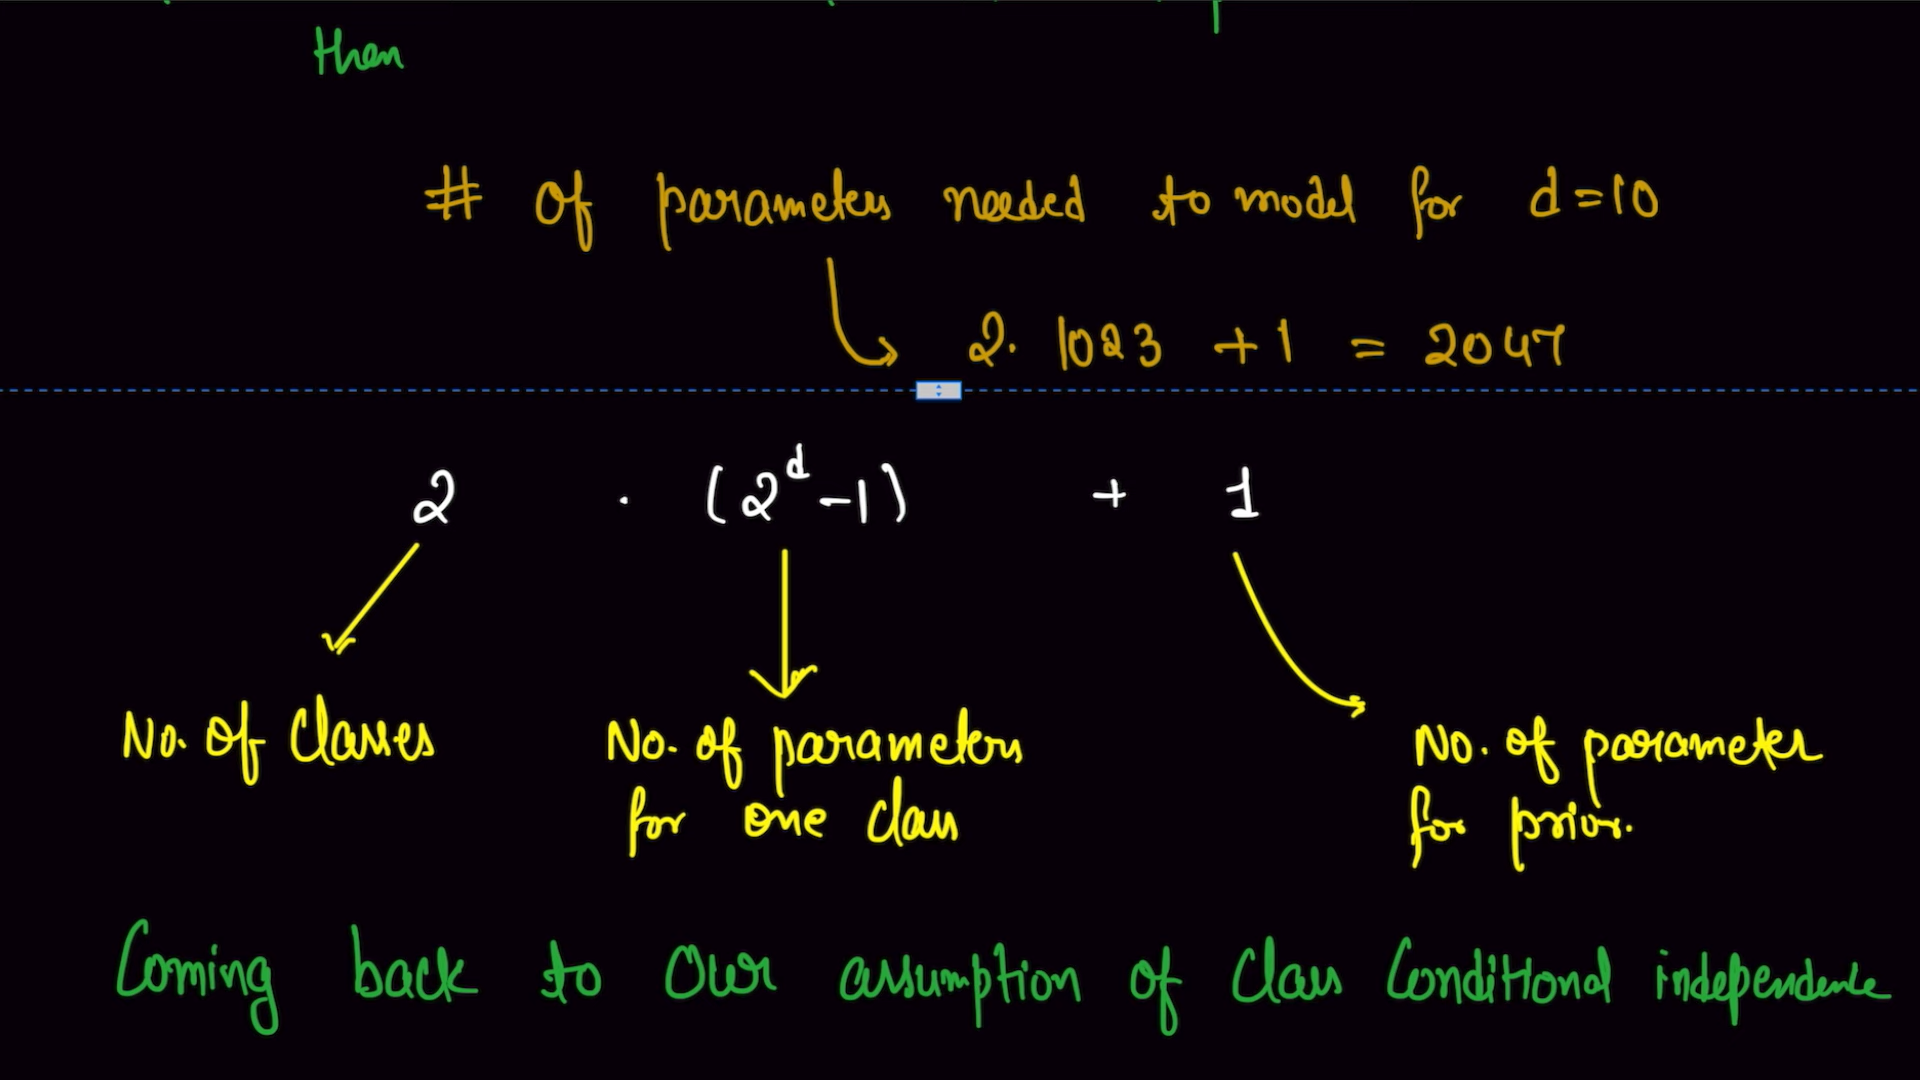 then
# of parameters needed to model for d=10
2. 1023 +1 = 2047
2 . (2^d -1) + 1
No. of Classes No. of parameters No. of parameter
for one class for prior.
Coming back to Our assumption of Class Conditional independence